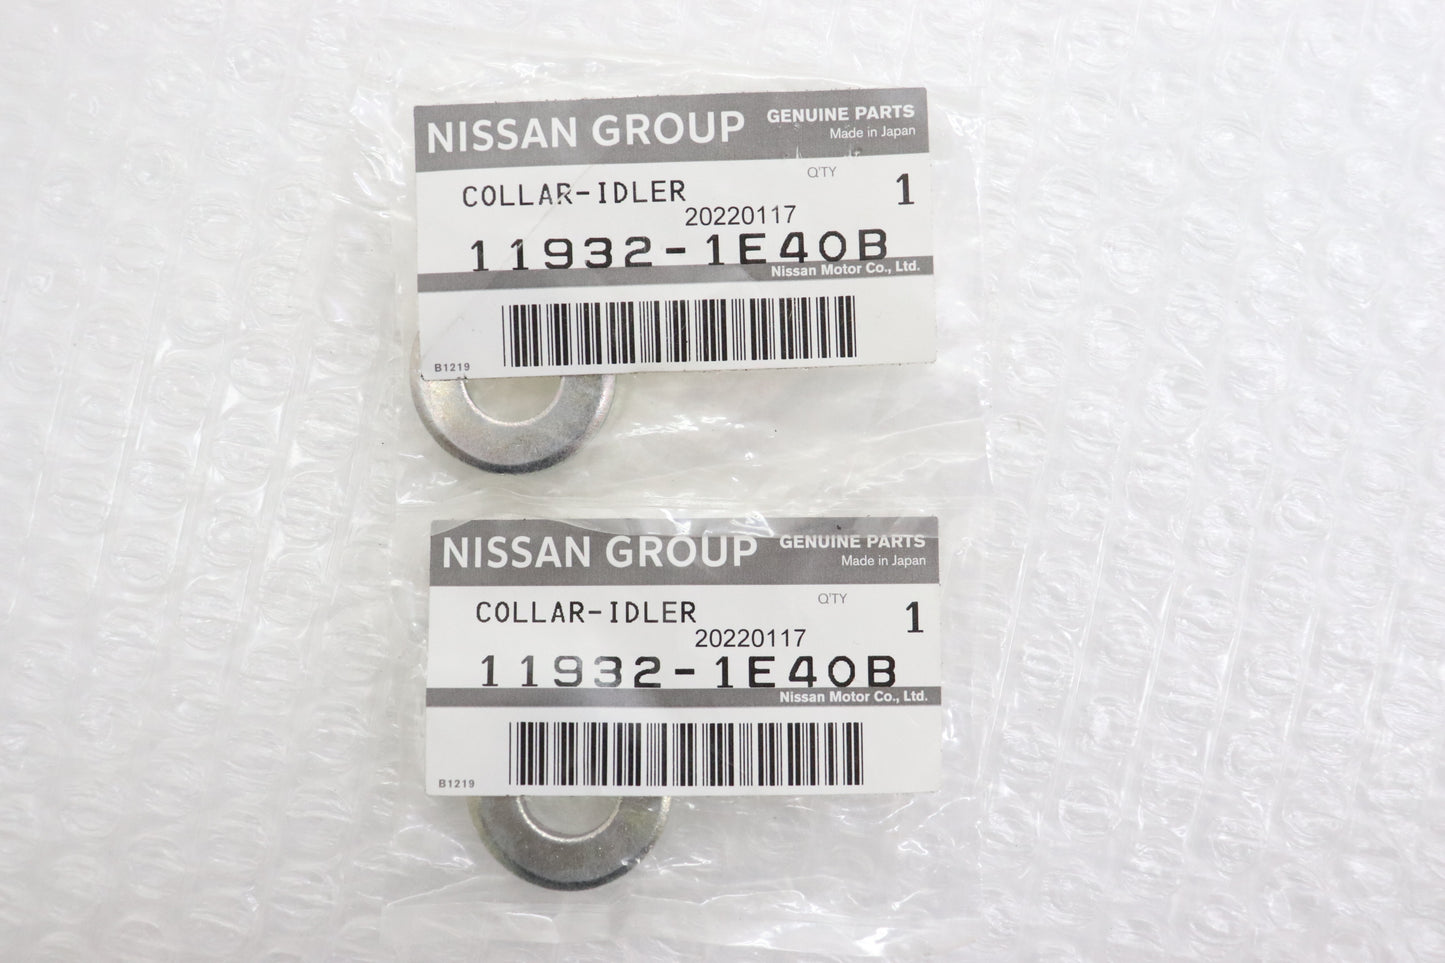 NISSAN GROUP
GENUINE PARTS
Made in Japan
COLLAR-IDLER
Q'TY
1
20220117
11932-1E40B
Nissan Motor Co., Ltd.
B1219
NISSAN GROUP
GENUINE PARTS
Made in Japan
COLLAR-IDLER
Q'TY
1
20220117
11932-1E40B
Nissan Motor Co., Ltd.
B1219